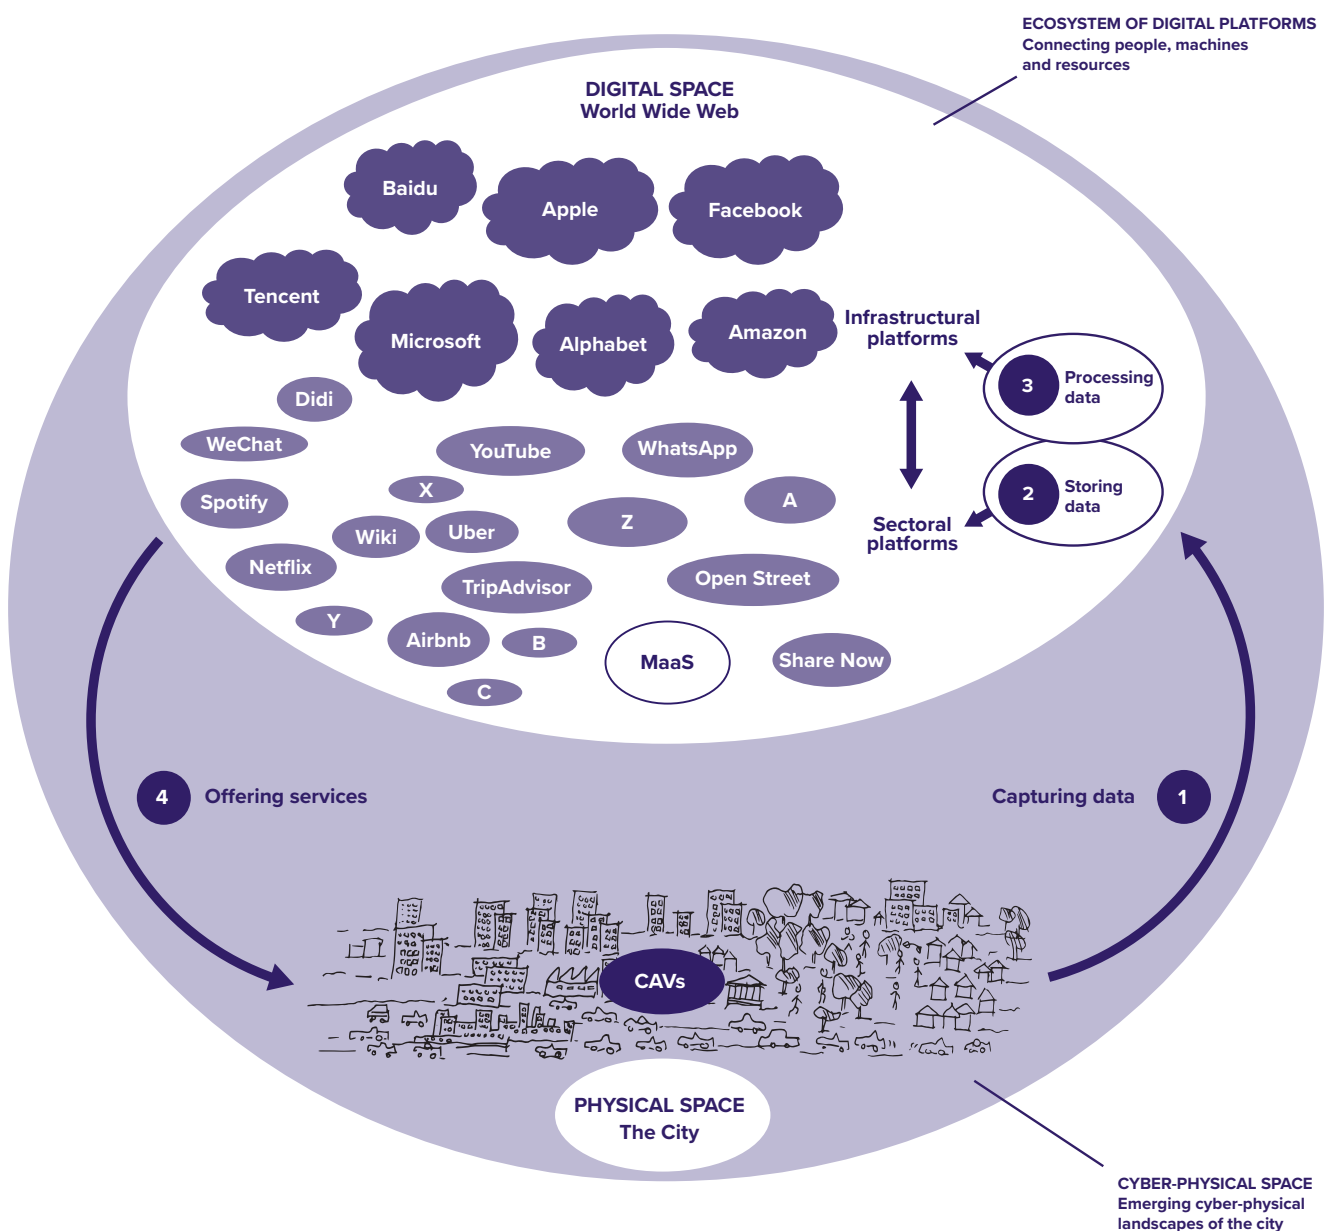 ECOSYSTEM OF DIGITAL PLATFORMS
Connecting people, machines
and resources
DIGITAL SPACE
World Wide Web
Baidu
Apple
Facebook
Tencent
Microsoft
Alphabet
Amazon
Infrastructural
platforms
3
Processing
data
Didi
WeChat
YouTube
WhatsApp
X
A
2
Storing
data
Spotify
Wiki
Uber
Z
Sectoral
platforms
Netflix
TripAdvisor
Open Street
Y
Airbnb
B
MaaS
Share Now
C
4
Offering services
Capturing data
1
CAVs
PHYSICAL SPACE
The City
CYBER-PHYSICAL SPACE
Emerging cyber-physical
landscapes of the city